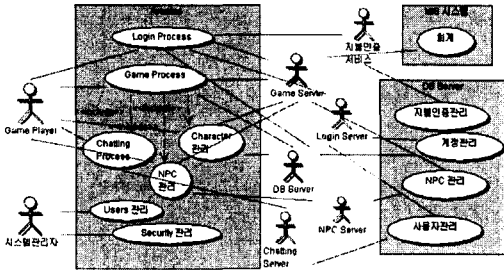 Login Process
Game Process
Chatting
Process
Character
관리
NPC
관리
Users 관리
Security 관리
Game Player
시스템관리자
지불인증
서비스
Game Server
Login Server
DB Server
NPC Server
Chatting
Server
시스템
회계
DB Server
지불인증관리
계정관리
NPC 관리
사용자관리